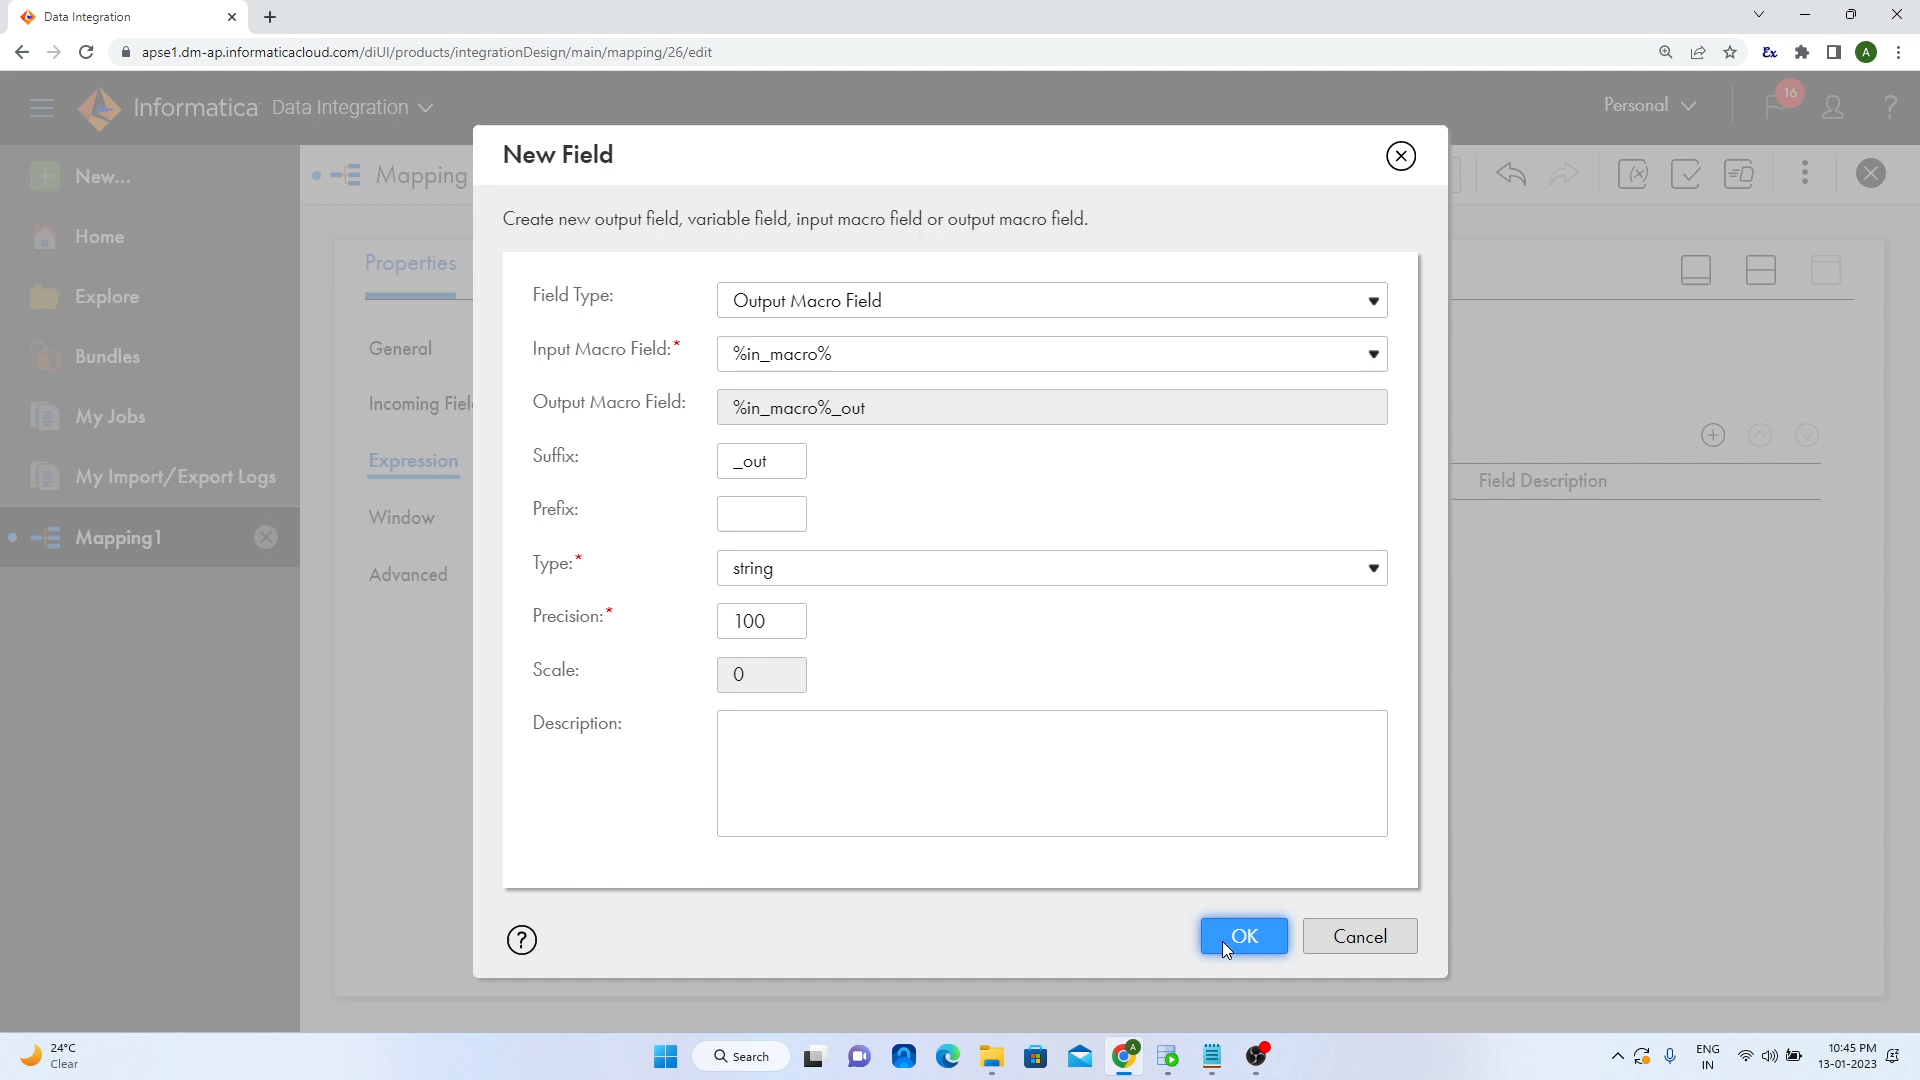 Data Integration
apse1.dm-ap.informaticacloud.com/diUI/products/integrationDesign/main/mapping/26/edit
Ex
A
Informatica Data Integration
Personal
16
?
New Field
New...
Mapping
Create new output field, variable field, input macro field or output macro field.
Home
Properties
Field Type:
Output Macro Field
Explore
General
Input Macro Field:*
%in_macro%
Bundles
Incoming Fiel
Output Macro Field:
%in_macro%_out
My Jobs
Expression
Suffix:
_out
My Import/Export Logs
Field Description
Window
Prefix:
Mapping1
Advanced
Type:*
string
Precision:*
100
Scale:
0
Description:
?
OK
Cancel
24°C
Clear
Search
A
ENG
IN
10:45 PM
13-01-2023